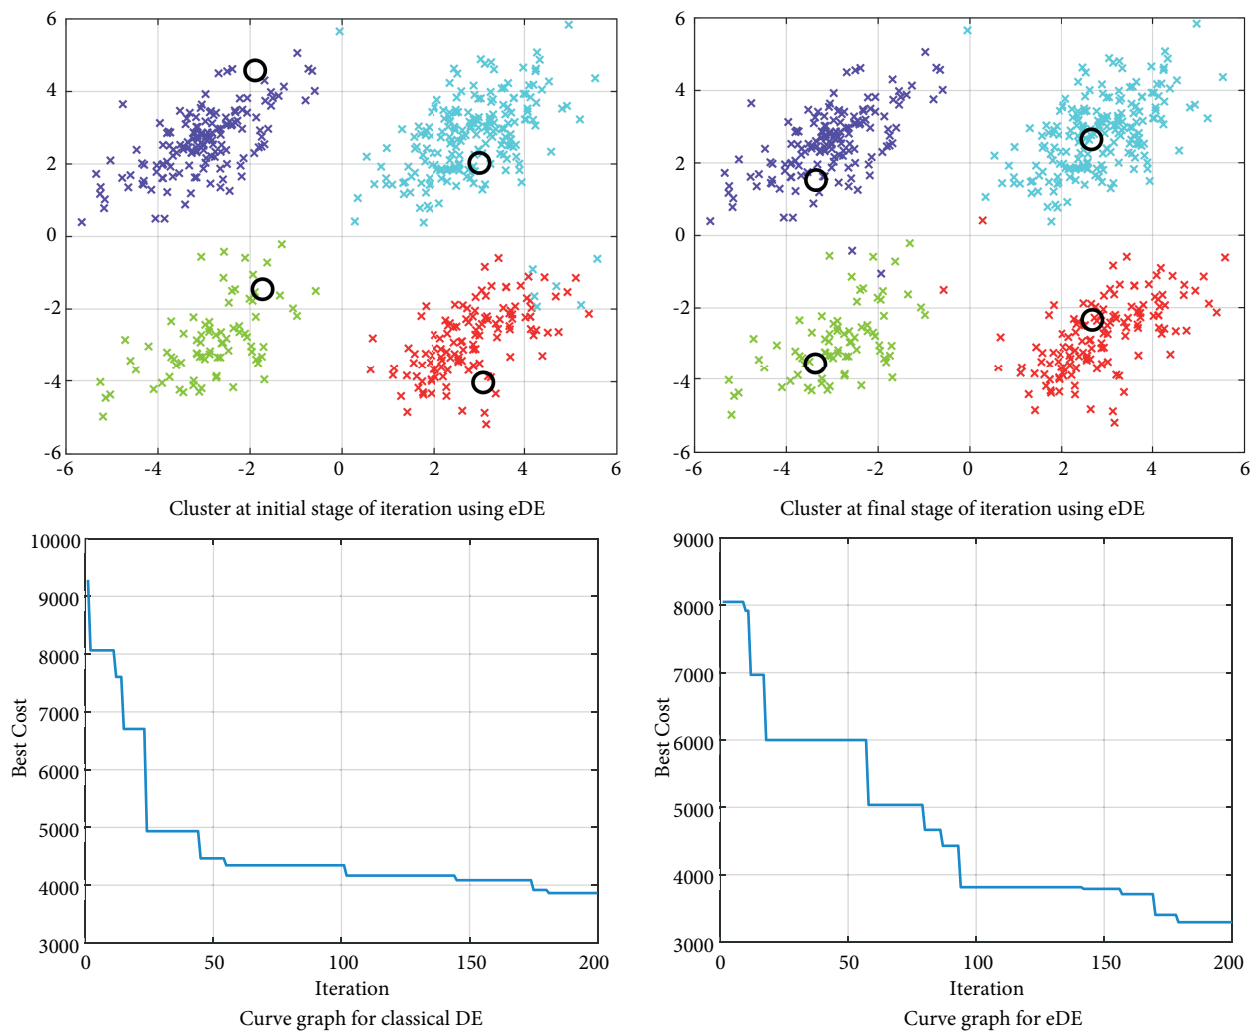 6
4
2
0
-2
-4
-6
-6 -4 -2 0 2 4 6
Cluster at initial stage of iteration using eDE
6
4
2
0
-2
-4
-6
-6 -4 -2 0 2 4 6
Cluster at final stage of iteration using eDE
10000
9000
8000
7000
6000
5000
4000
3000
Best Cost
0 50 100 150 200
Iteration
Curve graph for classical DE
9000
8000
7000
6000
5000
4000
3000
Best Cost
0 50 100 150 200
Iteration
Curve graph for eDE